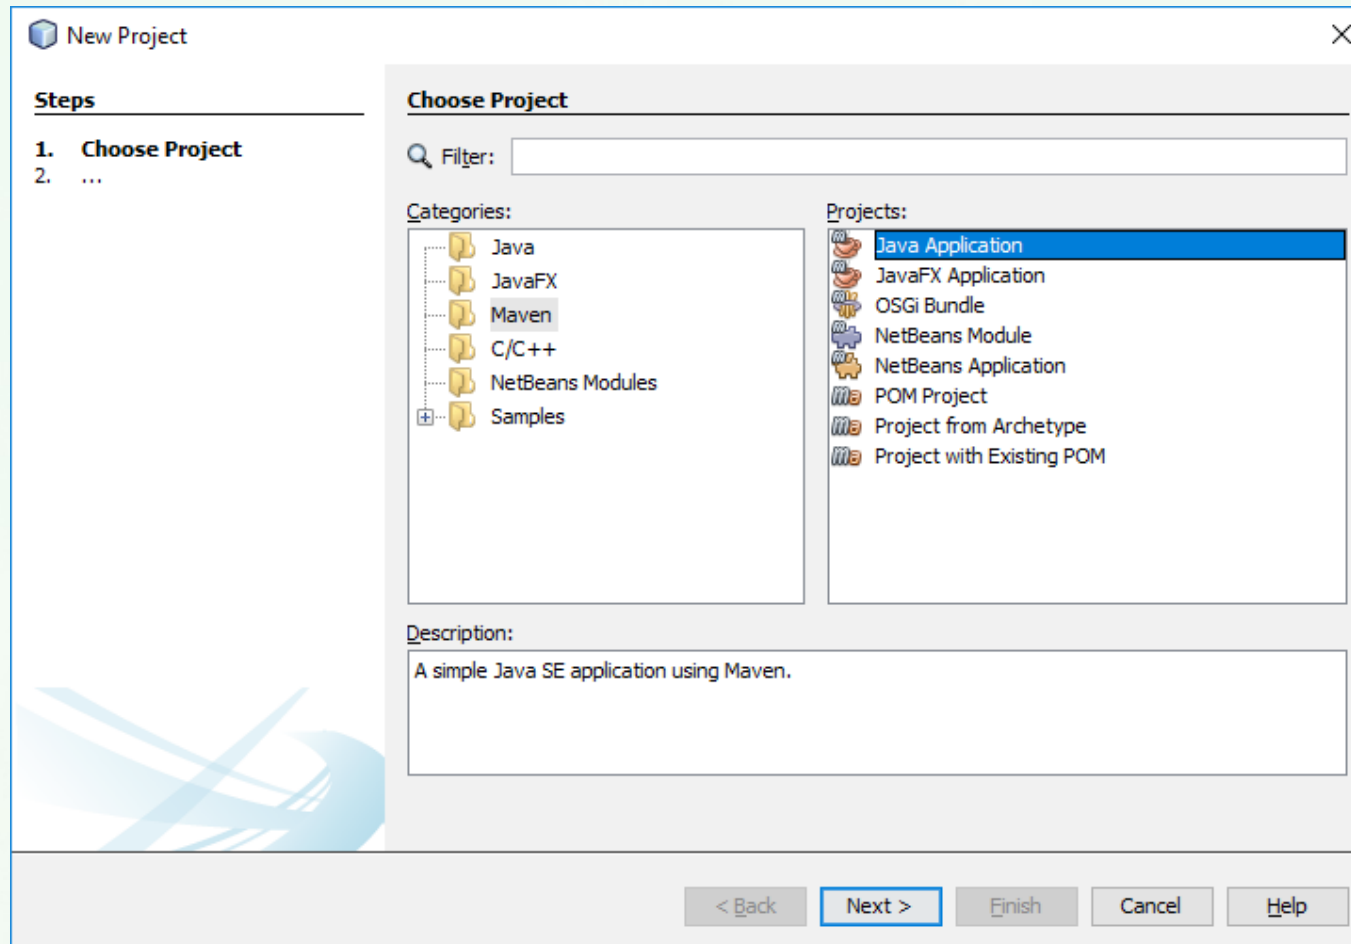 New Project
Steps
1. Choose Project
2. ...
Choose Project
Filter:
Categories:
Java
JavaFX
Maven
C/C++
NetBeans Modules
Samples
Projects:
Java Application
JavaFX Application
OSGi Bundle
NetBeans Module
NetBeans Application
POM Project
Project from Archetype
Project with Existing POM
Description:
A simple Java SE application using Maven.
< Back
Next >
Finish
Cancel
Help